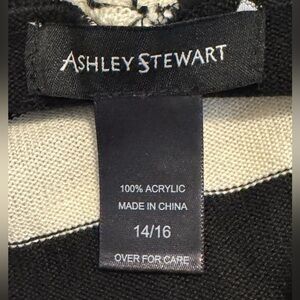 ASHLEY STEWART
100% ACRYLIC
MADE IN CHINA
14/16
OVER FOR CARE